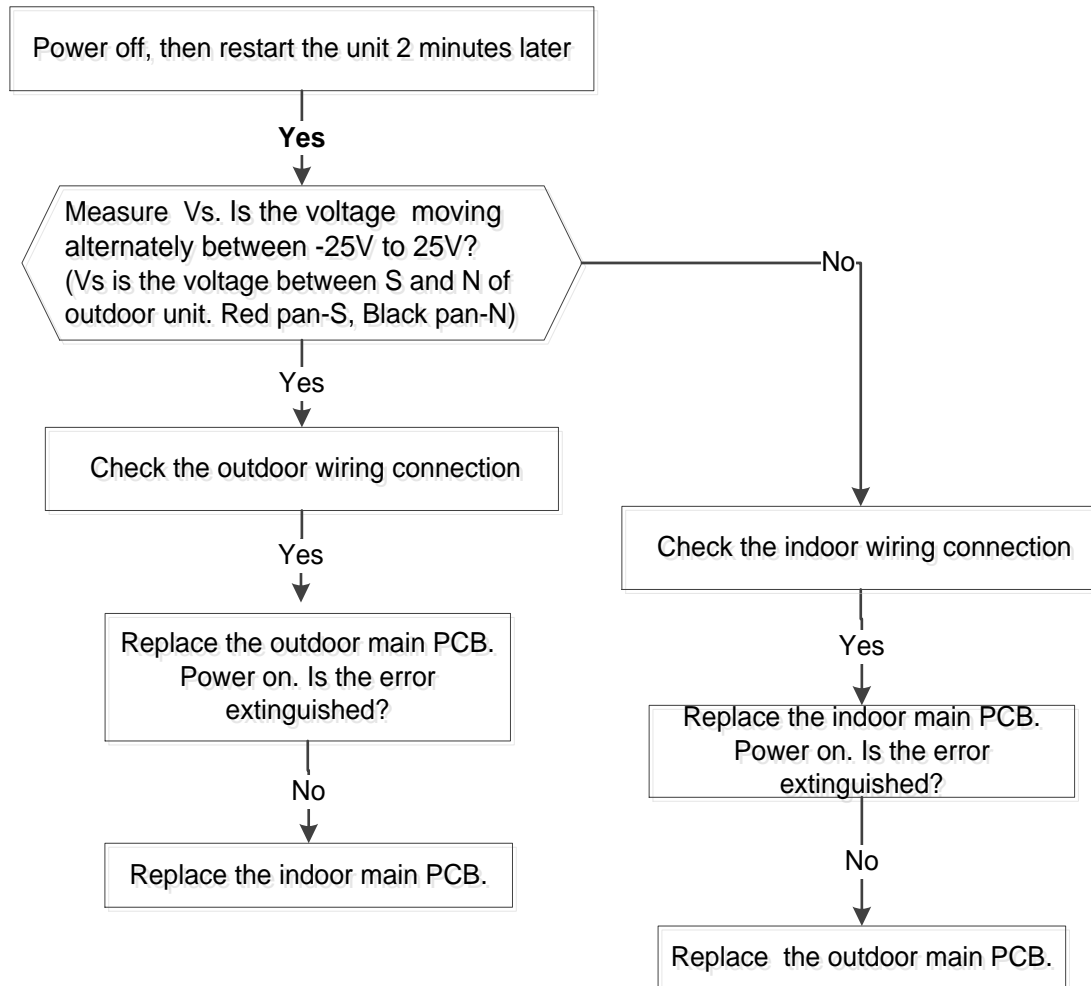 Power off, then restart the unit 2 minutes later
Yes
Measure Vs. Is the voltage moving
alternately between -25V to 25V?
(Vs is the voltage between S and N of
outdoor unit. Red pan-S, Black pan-N)
No
Yes
Check the outdoor wiring connection
Yes
Check the indoor wiring connection
Replace the outdoor main PCB.
Power on. Is the error
extinguished?
Yes
Replace the indoor main PCB.
Power on. Is the error
extinguished?
No
Replace the indoor main PCB.
No
Replace the outdoor main PCB.